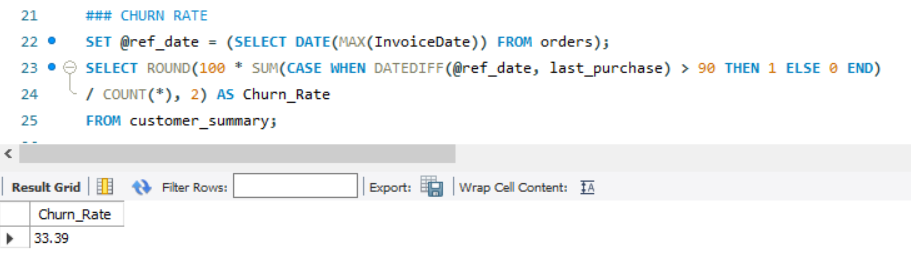 21 ### CHURN RATE
22 SET @ref_date = (SELECT DATE(MAX(InvoiceDate)) FROM orders);
23 SELECT ROUND(100 * SUM(CASE WHEN DATEDIFF(@ref_date, last_purchase) > 90 THEN 1 ELSE 0 END)
24 / COUNT(*), 2) AS Churn_Rate
25 FROM customer_summary;
Result Grid Filter Rows: Export: Wrap Cell Content: IA
Churn_Rate
33.39